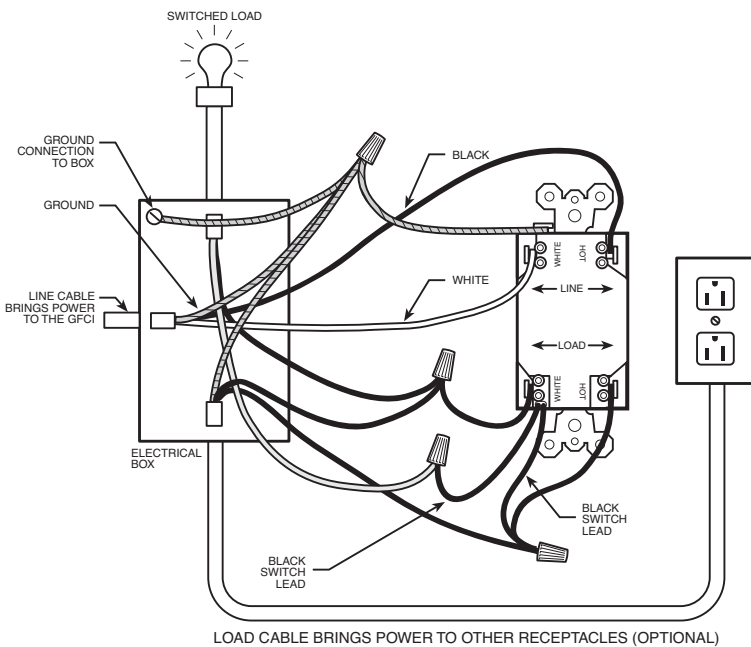 SWITCHED LOAD
GROUND
CONNECTION
TO BOX
BLACK
GROUND
WHITE
HOT
LINE
LINE CABLE
BRINGS POWER
TO THE GFCI
WHITE
LOAD
WHITE
HOT
ELECTRICAL
BOX
BLACK
SWITCH
LEAD
BLACK
SWITCH
LEAD
LOAD CABLE BRINGS POWER TO OTHER RECEPTACLES (OPTIONAL)